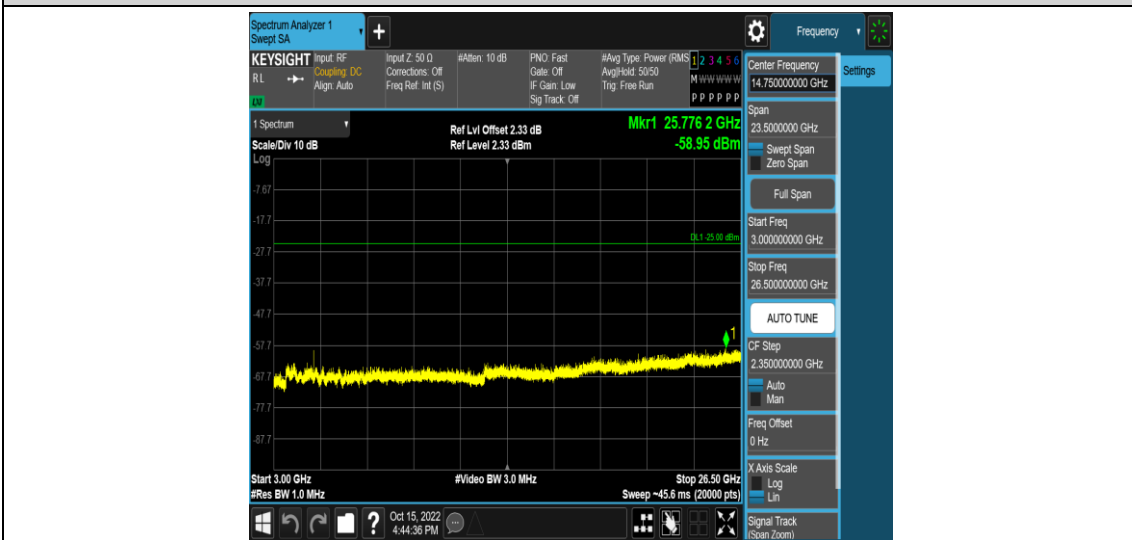 Spectrum Analyzer 1
Swept SA
Frequency
KEYSIGHT
RL
Input: RF
Coupling: DC
Align: Auto
Input Z: 50 Ω
Corrections: Off
Freq Ref: Int (S)
#Atten: 10 dB
PNO: Fast
Gate: Off
IF Gain: Low
Sig Track: Off
#Avg Type: Power (RMS
Avg|Hold: 50/50
Trig: Free Run
1 2 3 4 5 6
M W W W W W
P P P P P P
Center Frequency
14.750000000 GHz
Settings
Span
23.5000000 GHz
Swept Span
Zero Span
Full Span
Start Freq
3.000000000 GHz
Stop Freq
26.500000000 GHz
AUTO TUNE
CF Step
2.350000000 GHz
Auto
Man
Freq Offset
0 Hz
X Axis Scale
Log
Lin
Signal Track
(Span Zoom)
1 Spectrum
Scale/Div 10 dB
Log
Ref Lvl Offset 2.33 dB
Ref Level 2.33 dBm
Mkr1 25.776 2 GHz
-58.95 dBm
-7.67
-17.7
DL1 -25.00 dBm
-27.7
-37.7
-47.7
1
-57.7
-67.7
-77.7
-87.7
Start 3.00 GHz
#Video BW 3.0 MHz
Stop 26.50 GHz
#Res BW 1.0 MHz
Sweep ~45.6 ms (20000 pts)
?
Oct 15, 2022
4:44:36 PM